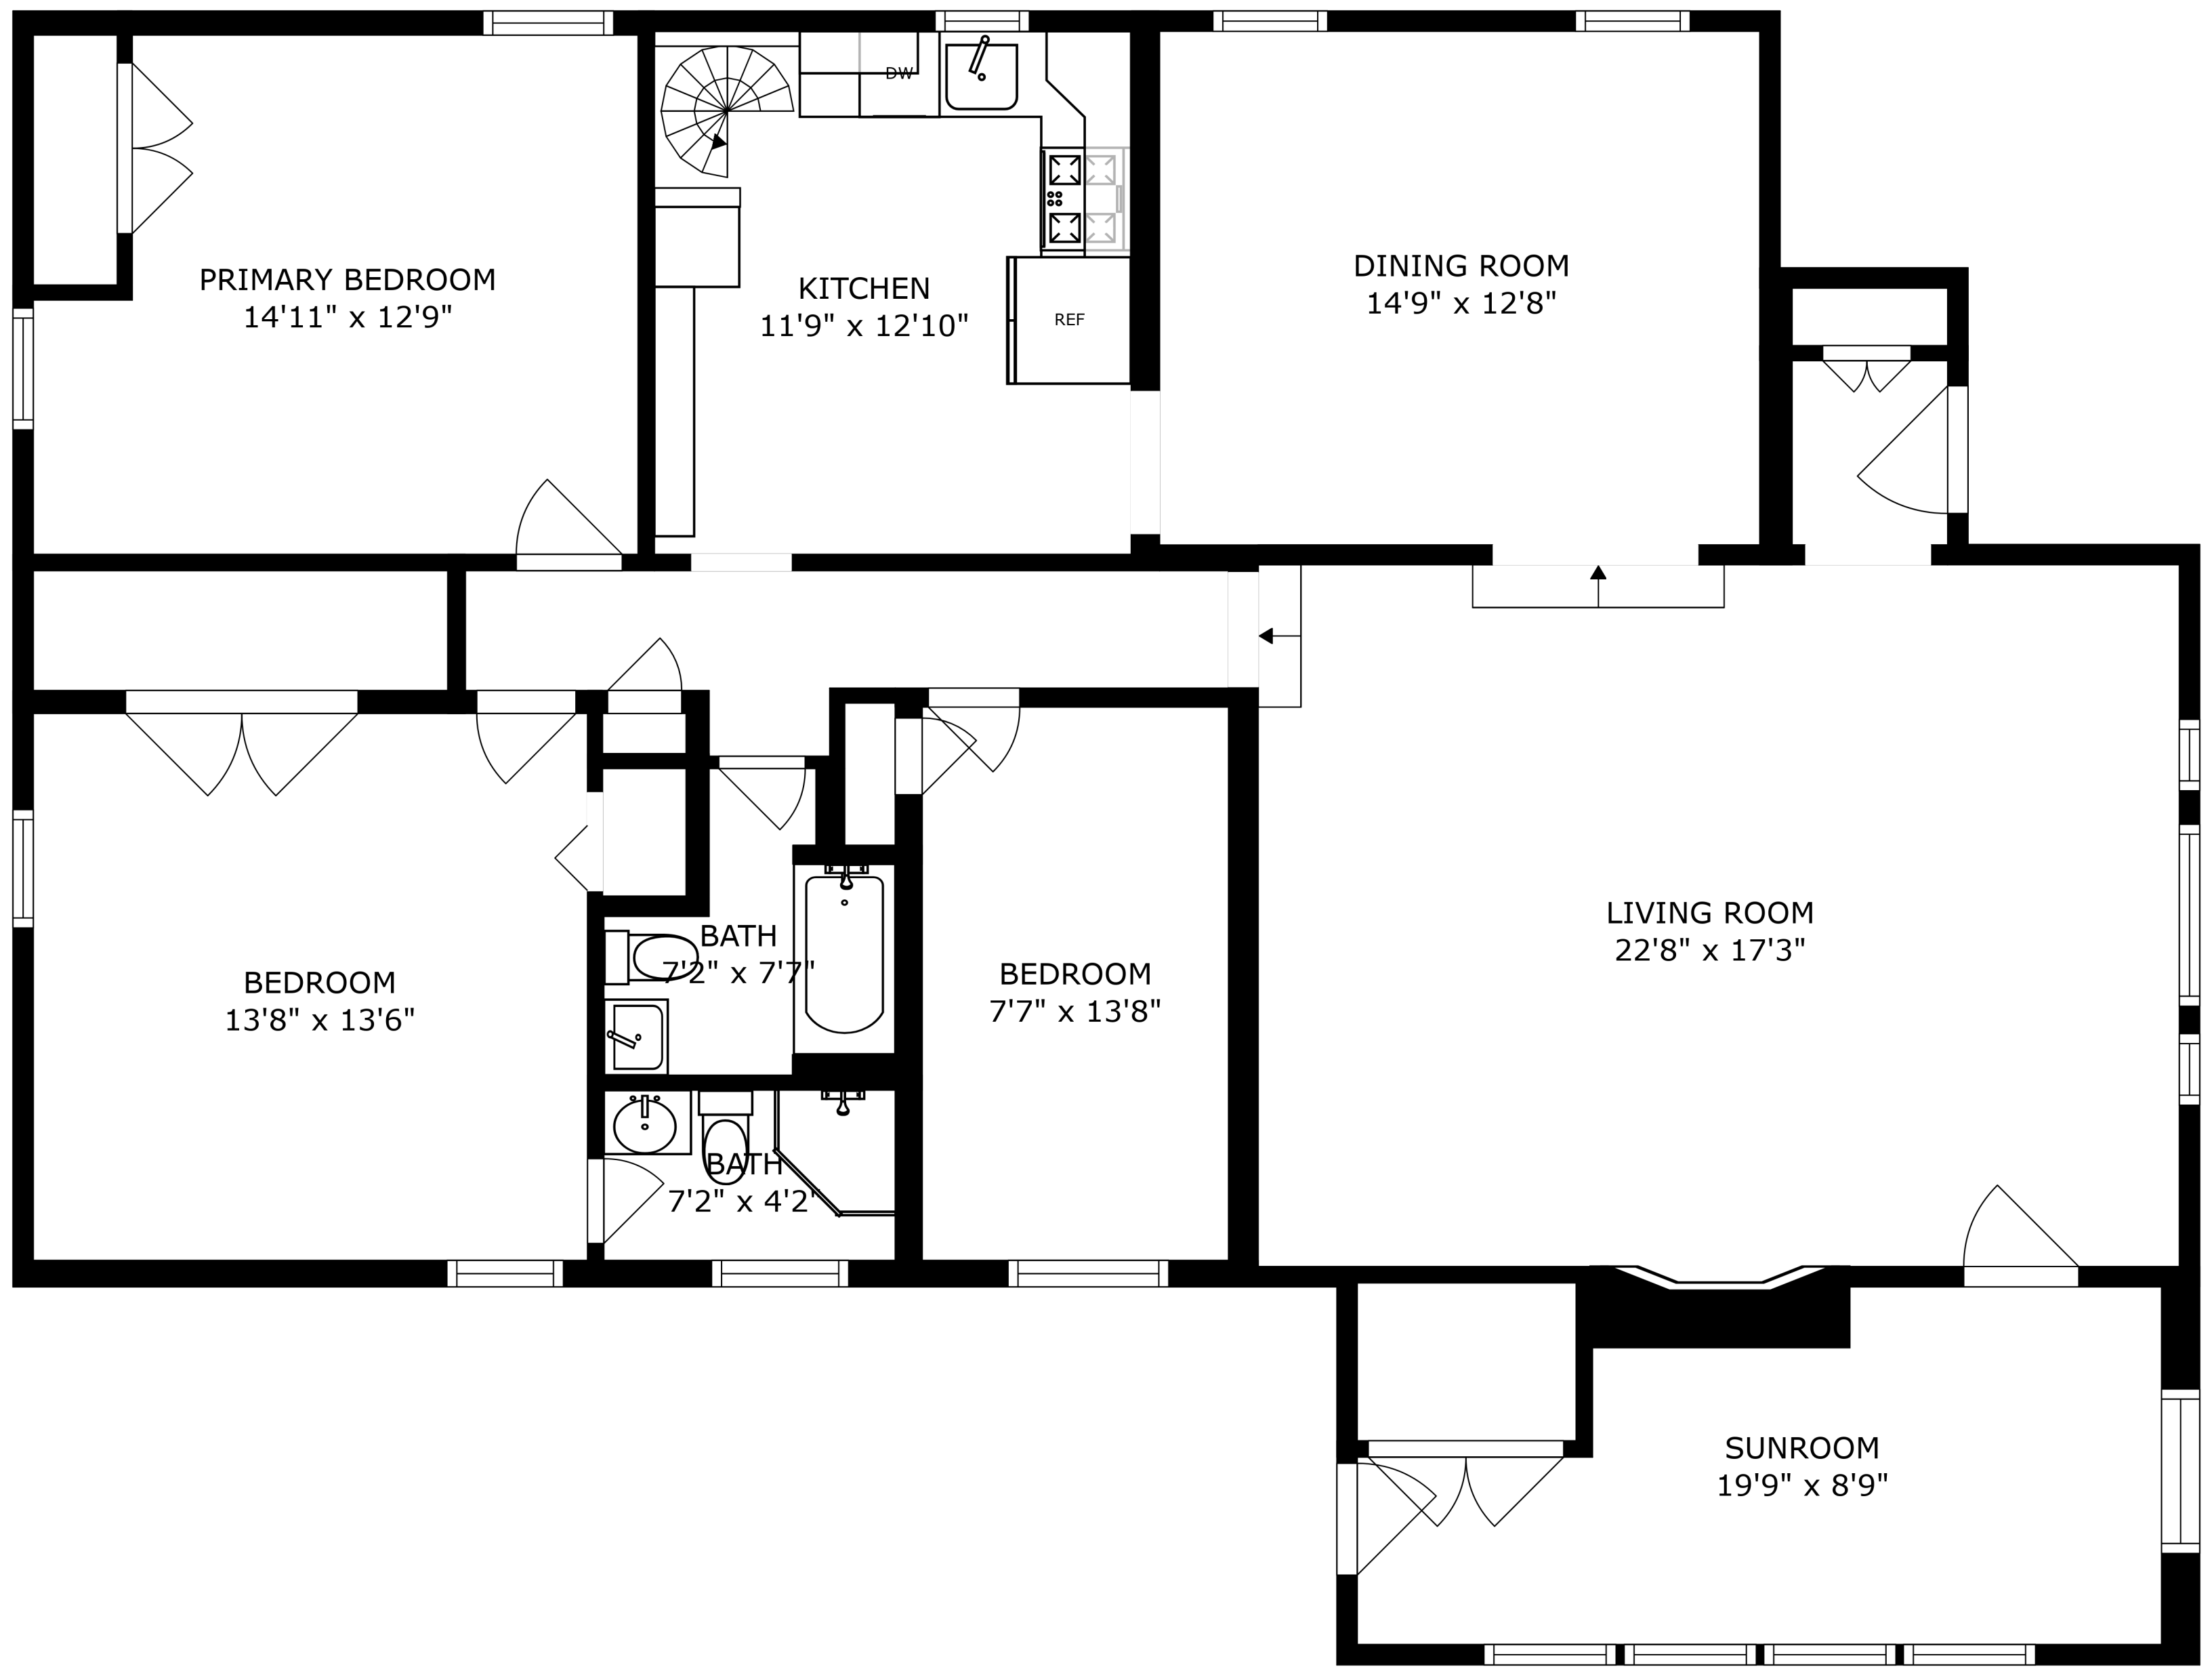 DW
PRIMARY BEDROOM
14'11" x 12'9"
KITCHEN
11'9" x 12'10"
REF
DINING ROOM
14'9" x 12'8"
LIVING ROOM
22'8" x 17'3"
BEDROOM
13'8" x 13'6"
BATH
7'2" x 7'7"
BEDROOM
7'7" x 13'8"
BATH
7'2" x 4'2"
SUNROOM
19'9" x 8'9"